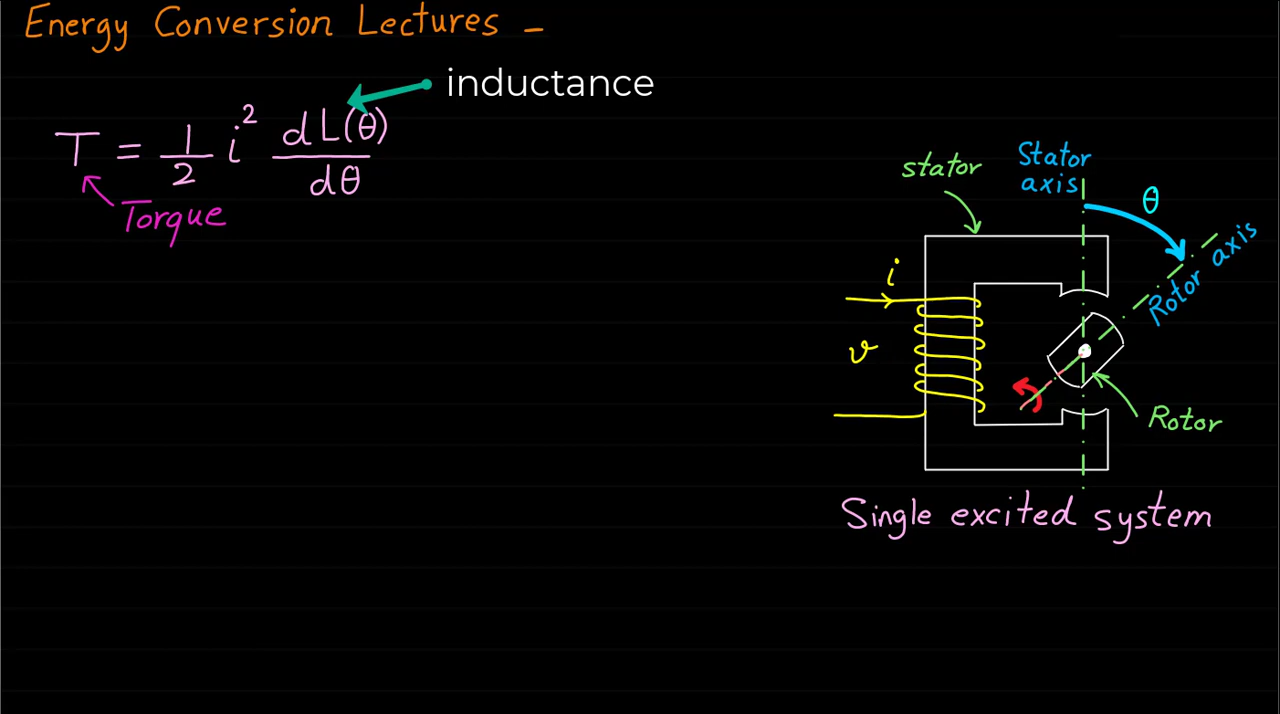 Energy Conversion Lectures -
inductance
T = 1/2 i² dL(θ)/dθ
Torque
stator
Stator
axis
θ
Rotor axis
i
v
Rotor
Single excited system